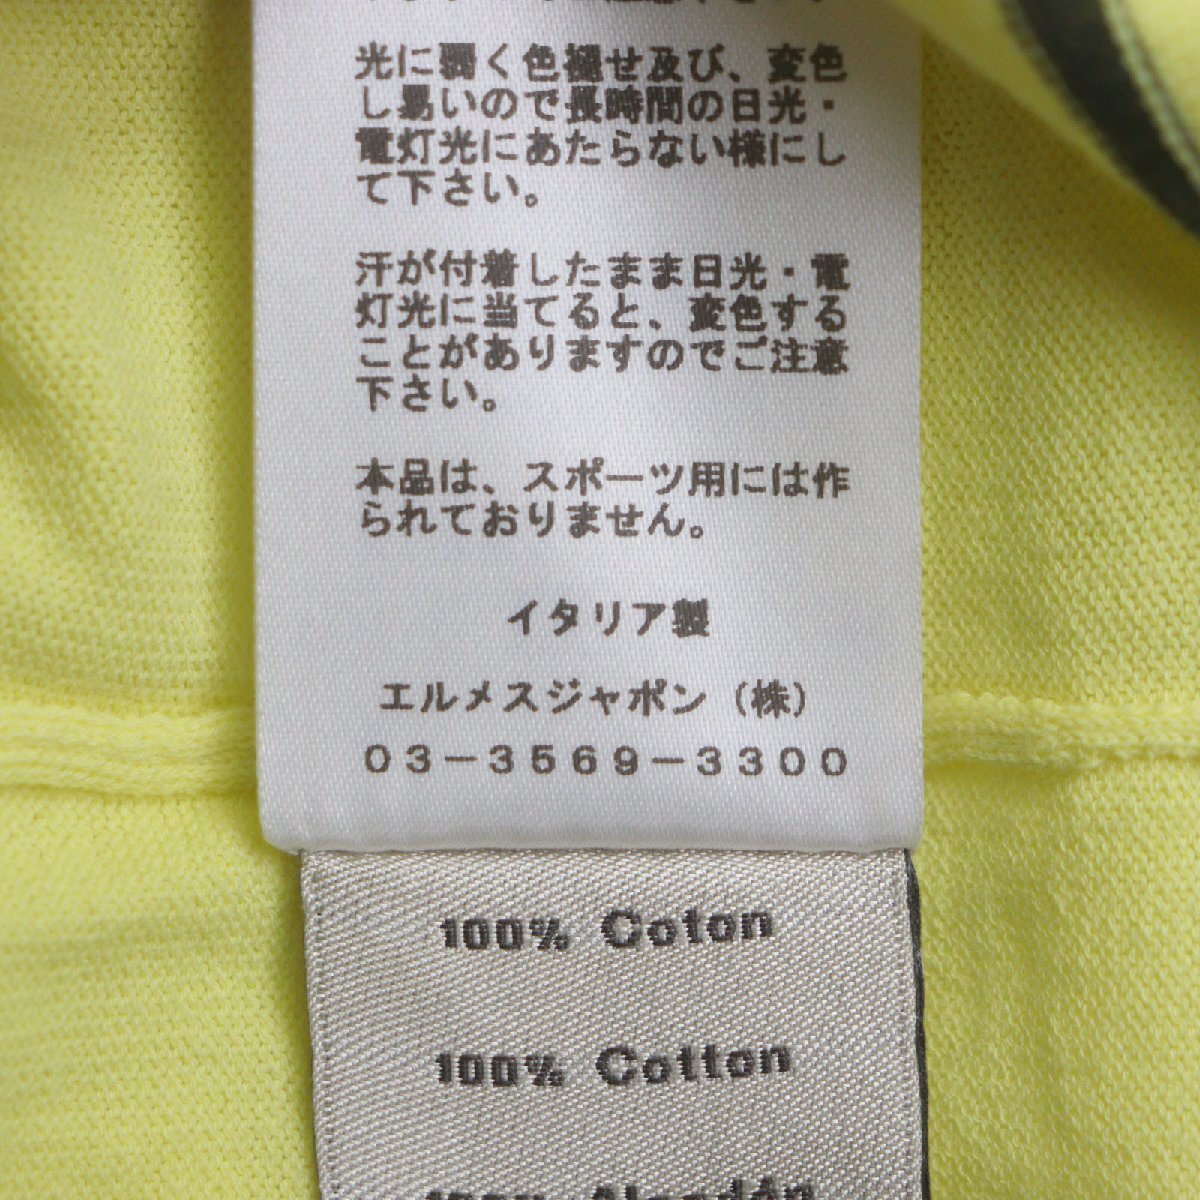 光に弱く色褪せ及び、変色
し易いので長時間の日光・
電灯光にあたらない様にし
て下さい。
汗が付着したまま日光・電
灯光に当てると、変色する
ことがありますのでご注意
下さい。
本品は、スポーツ用には作
られておりません。
イタリア製
エルメスジャポン（株）
03-3569-3300
100% Coton
100% Cotton
100% Algodón